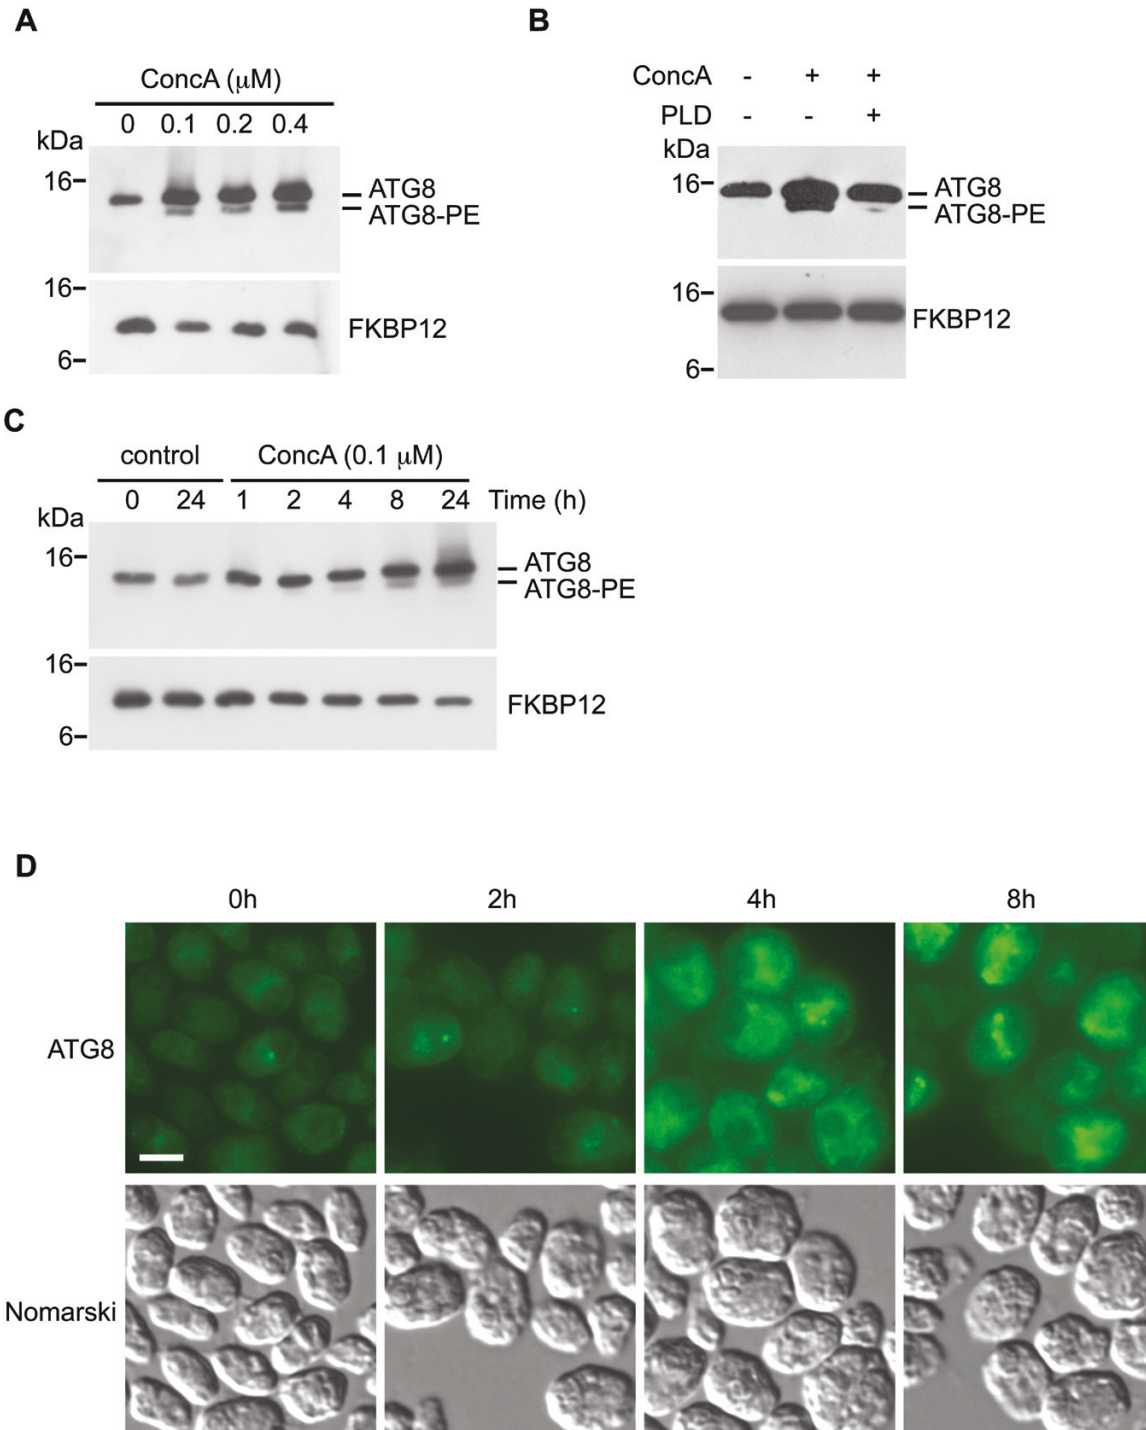 A
ConcA (μM)
0 0.1 0.2 0.4
kDa
16
ATG8
ATG8-PE
16
FKBP12
6
B
ConcA - + +
PLD - - +
kDa
16
ATG8
ATG8-PE
16
FKBP12
6
C
control ConcA (0.1 μM)
0 24 1 2 4 8 24 Time (h)
kDa
16
ATG8
ATG8-PE
16
FKBP12
6
D
0h 2h 4h 8h
ATG8
Nomarski